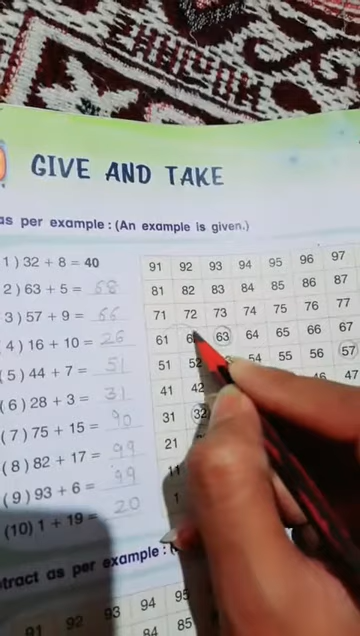 GIVE AND TAKE
as per example : (An example is given.)
1) 32 + 8 = 40
2) 63 + 5 = 68
3) 57 + 9 = 66
4) 16 + 10 = 26
(5) 44 + 7 = 51
(6) 28 + 3 = 31
(7) 75 + 15 = 90
(8) 82 + 17 = 99
(9) 93 + 6 = 99
(10) 1 + 19 = 20
91 92 93 94 95 96 97
81 82 83 84 85 86 87
71 72 73 74 75 76 77
61 63 64 65 66 67
51 52 54 55 56 57
41 42 47
31 32
21
11
1
tract as per example :
91 92 93 94 95
84 85